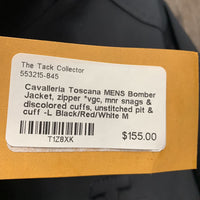 The Tack Collector
553215-845
Cavalleria Toscana MENS Bomber
Jacket, zipper *vgc, mnr snags &
discolored cuffs, unstitched pit &
cuff -L Black/Red/White M
T1Z8XK
$155.00